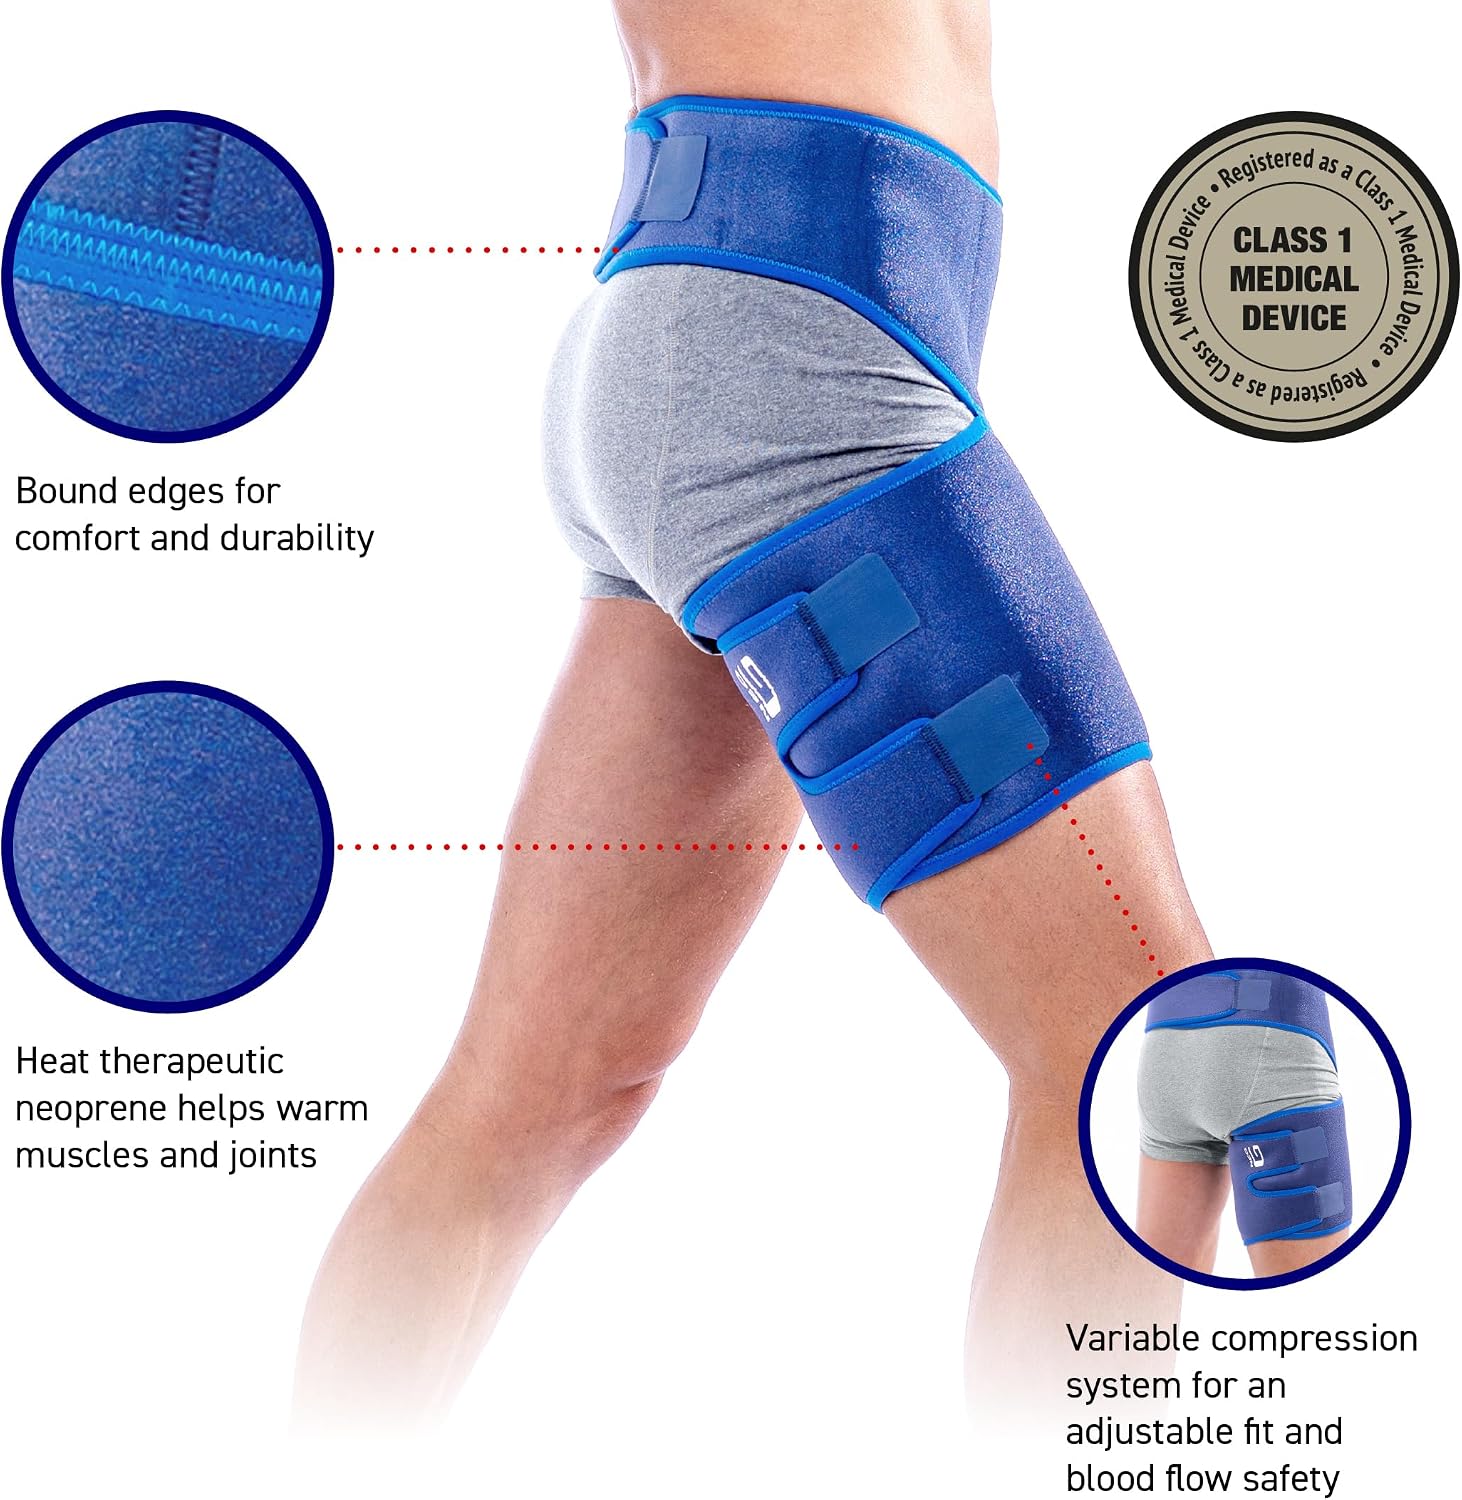 Registered as a Class 1 Medical Device • Registered as a Class 1 Medical Device •
CLASS 1
MEDICAL
DEVICE
Bound edges for
comfort and durability
Heat therapeutic
neoprene helps warm
muscles and joints
Variable compression
system for an
adjustable fit and
blood flow safety